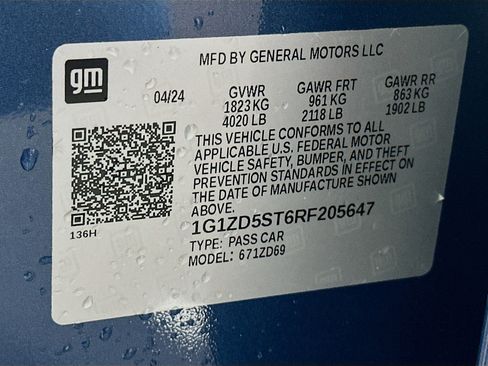 MFD BY GENERAL MOTORS LLC
gm
04/24
GVWR GAWR FRT GAWR RR
1823 KG 961 KG 863 KG
4020 LB 2118 LB 1902 LB
THIS VEHICLE CONFORMS TO ALL
APPLICABLE U.S. FEDERAL MOTOR
VEHICLE SAFETY, BUMPER, AND THEFT
PREVENTION STANDARDS IN EFFECT ON
THE DATE OF MANUFACTURE SHOWN
ABOVE.
136H
1G1ZD5ST6RF205647
TYPE: PASS CAR
MODEL: 671ZD69